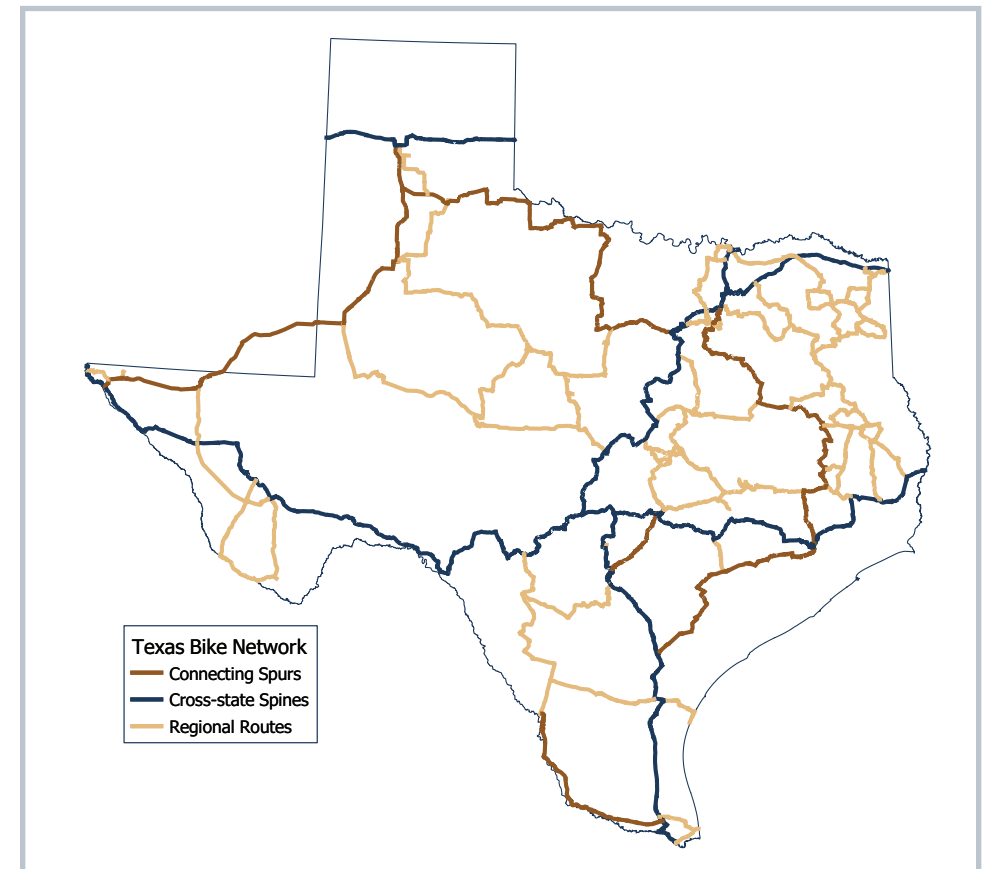 Texas Bike Network
Connecting Spurs
Cross-state Spines
Regional Routes